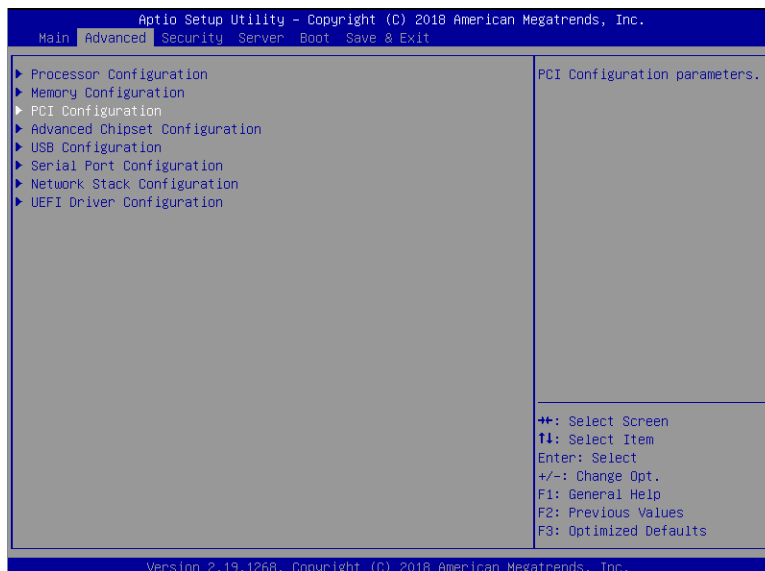 Aptio Setup Utility – Copyright (C) 2018 American Megatrends, Inc.
Main Advanced Security Server Boot Save & Exit
Processor Configuration
Memory Configuration
PCI Configuration
Advanced Chipset Configuration
USB Configuration
Serial Port Configuration
Network Stack Configuration
UEFI Driver Configuration
PCI Configuration parameters.
→←: Select Screen
↑↓: Select Item
Enter: Select
+/-: Change Opt.
F1: General Help
F2: Previous Values
F3: Optimized Defaults
Version 2.19.1268. Copyright (C) 2018 American Megatrends, Inc.